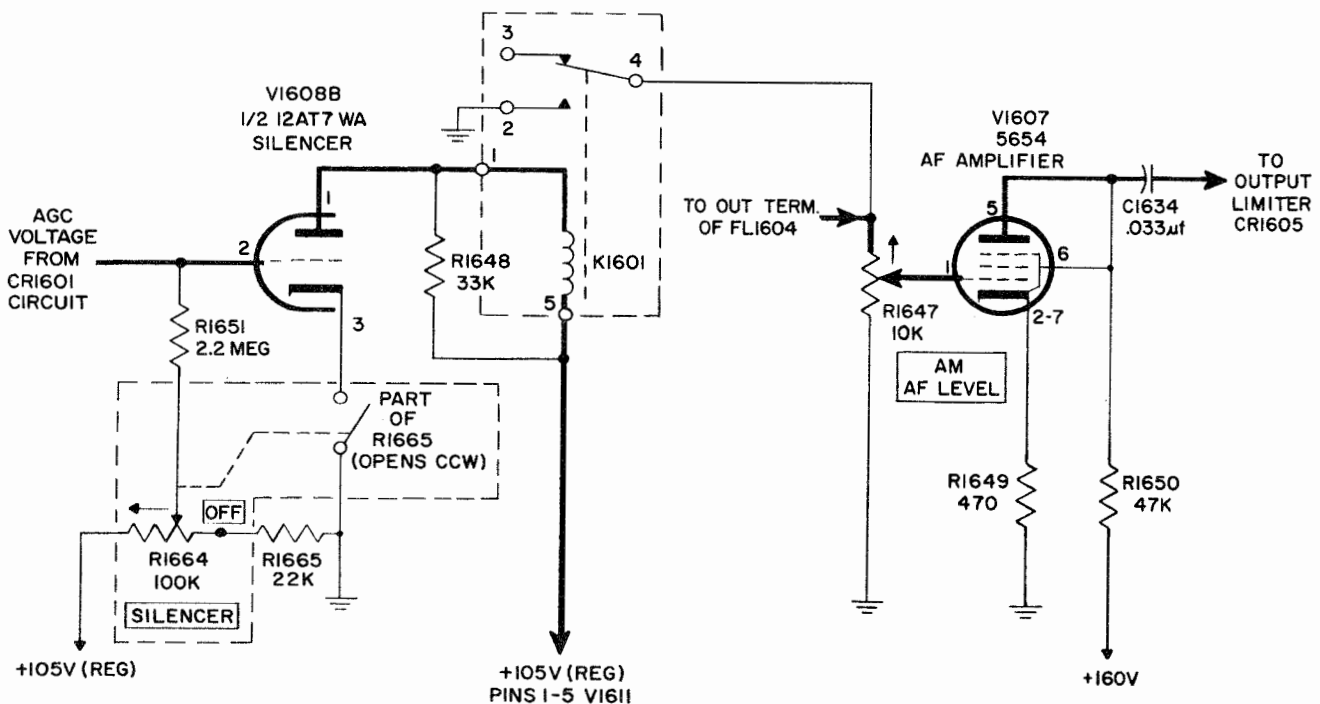 V1608B
1/2 12AT7 WA
SILENCER
3
4
2
1
5
K1601
AGC
VOLTAGE
FROM
CR1601
CIRCUIT
2
1
3
R1648
33K
R1651
2.2 MEG
PART
OF
R1665
(OPENS CCW)
OFF
R1664
100K
R1665
22K
SILENCER
+105V (REG)
+105V (REG)
PINS 1-5 V1611
TO OUT TERM.
OF FL1604
V1607
5654
AF AMPLIFIER
5
6
1
2-7
C1634
.033µf
TO
OUTPUT
LIMITER
CR1605
R1647
10K
AM
AF LEVEL
R1649
470
R1650
47K
+160V